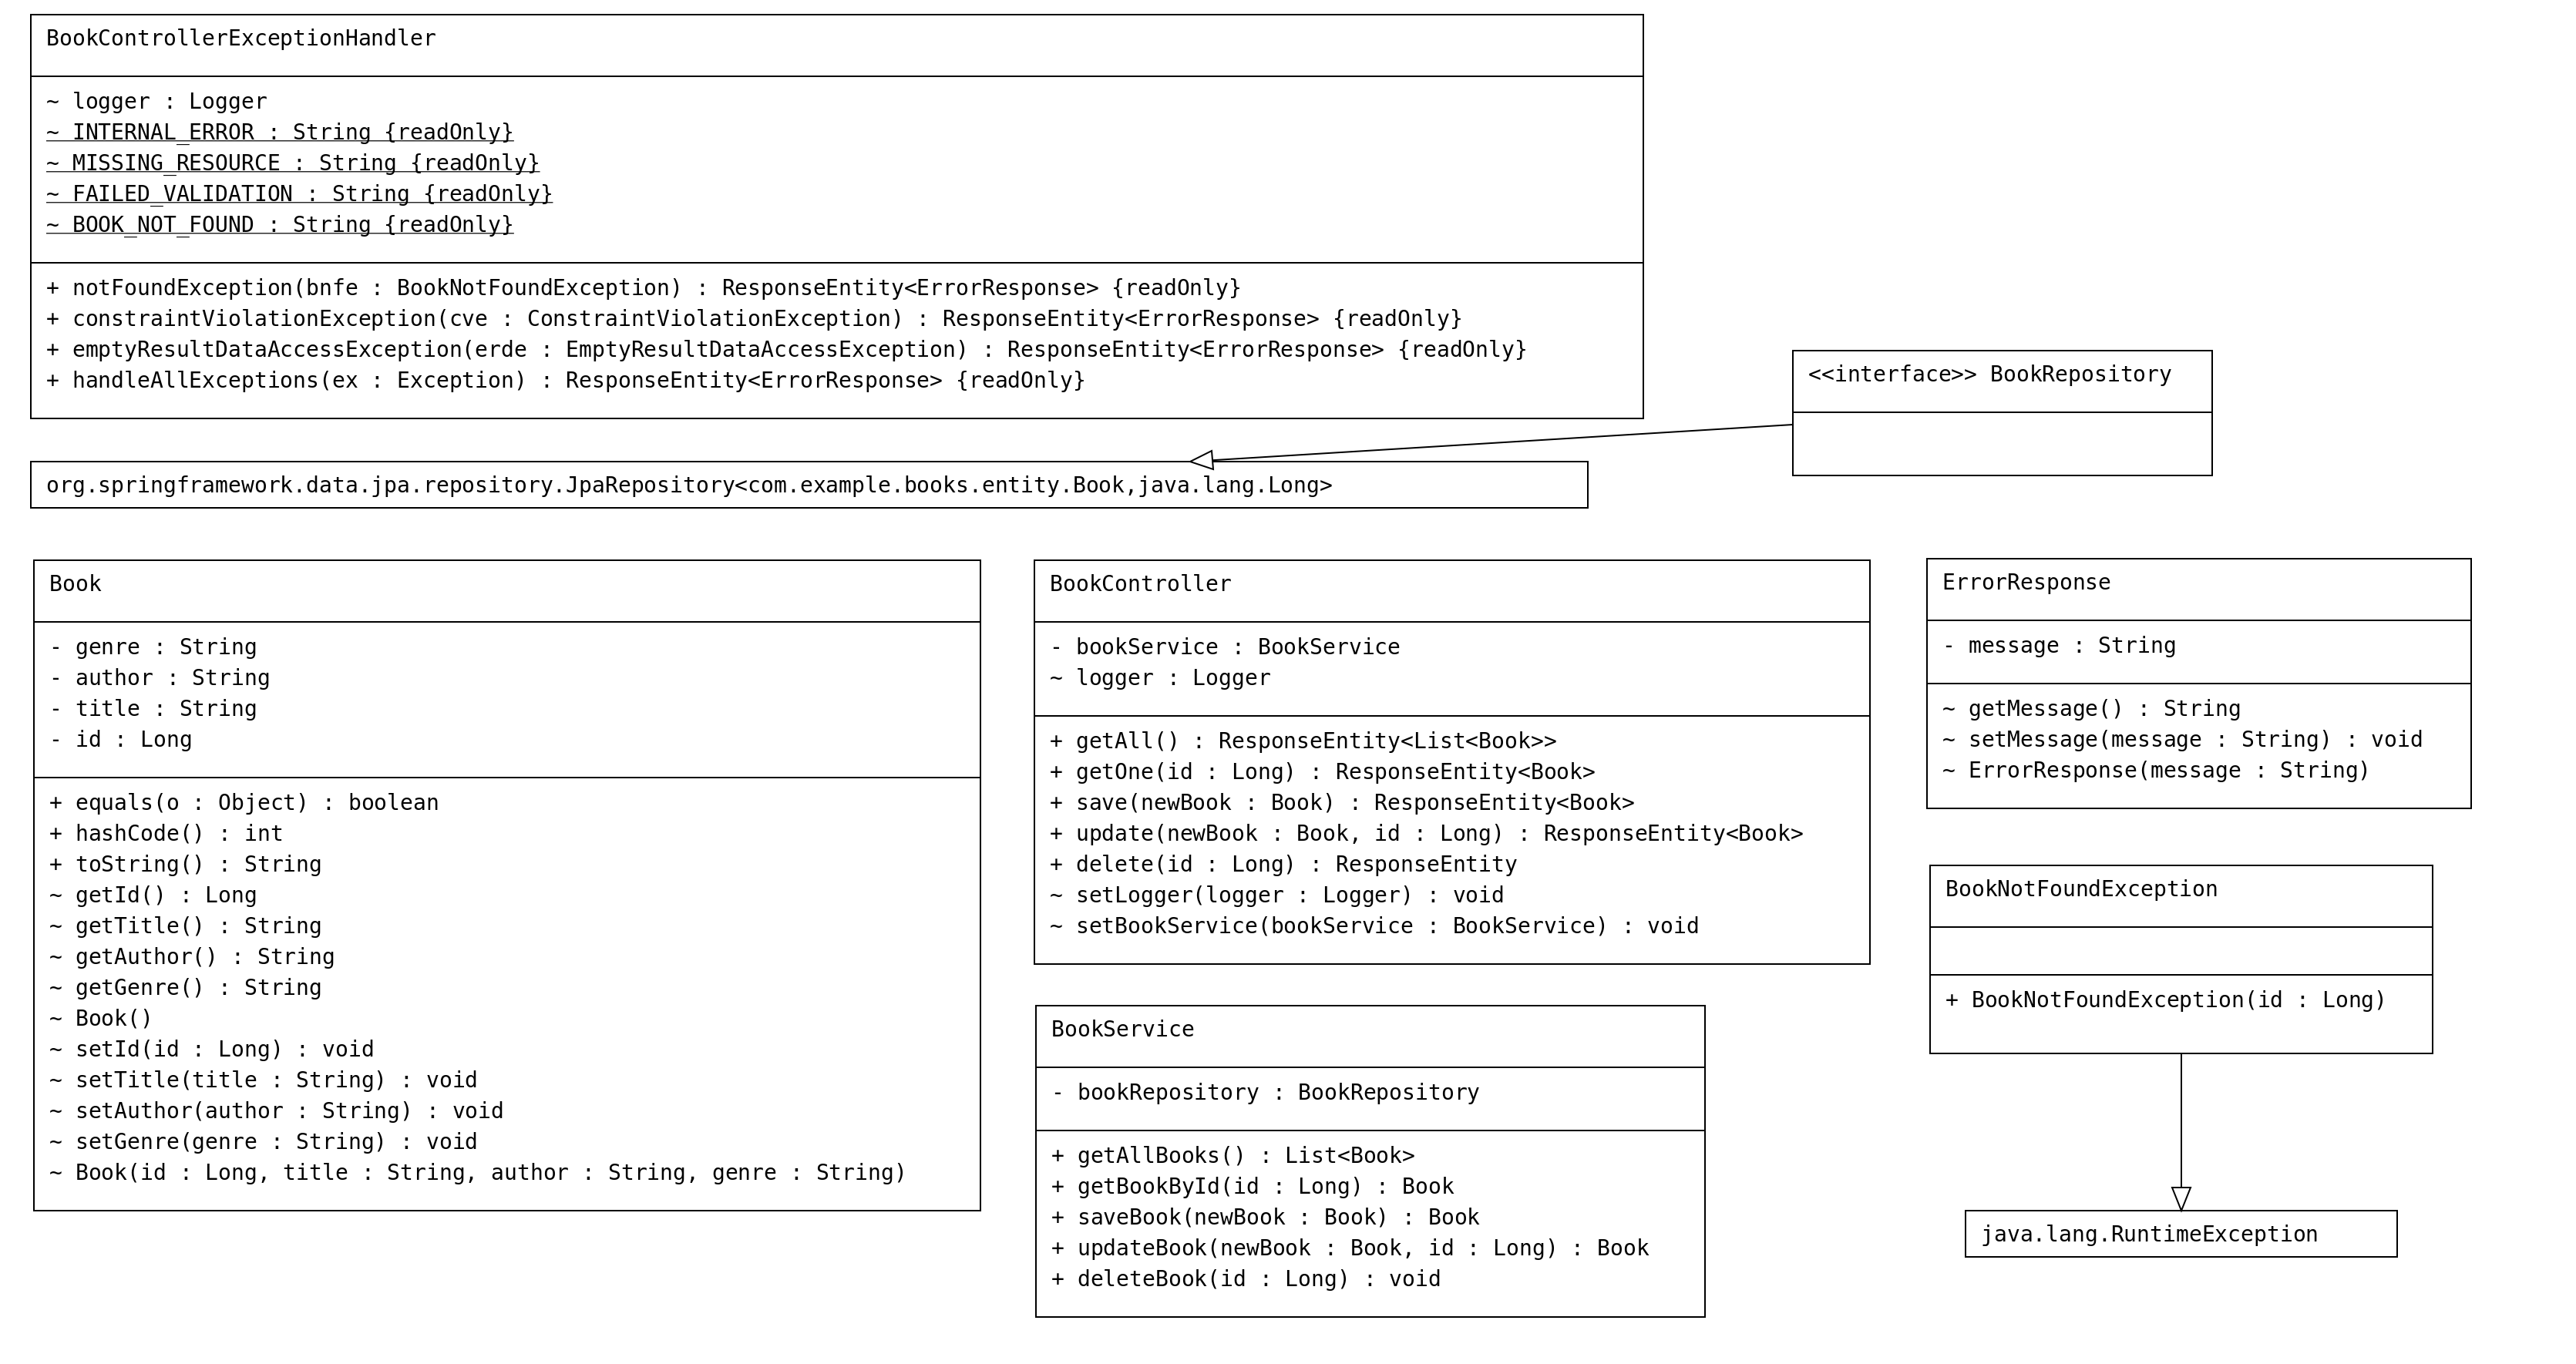 BookControllerExceptionHandler
~ logger : Logger
~ INTERNAL_ERROR : String {readOnly}
~ MISSING_RESOURCE : String {readOnly}
~ FAILED_VALIDATION : String {readOnly}
~ BOOK_NOT_FOUND : String {readOnly}
+ notFoundException(bnfe : BookNotFoundException) : ResponseEntity<ErrorResponse> {readOnly}
+ constraintViolationException(cve : ConstraintViolationException) : ResponseEntity<ErrorResponse> {readOnly}
+ emptyResultDataAccessException(erde : EmptyResultDataAccessException) : ResponseEntity<ErrorResponse> {readOnly}
+ handleAllExceptions(ex : Exception) : ResponseEntity<ErrorResponse> {readOnly}
<<interface>> BookRepository
org.springframework.data.jpa.repository.JpaRepository<com.example.books.entity.Book,java.lang.Long>
Book
- genre : String
- author : String
- title : String
- id : Long
+ equals(o : Object) : boolean
+ hashCode() : int
+ toString() : String
~ getId() : Long
~ getTitle() : String
~ getAuthor() : String
~ getGenre() : String
~ Book()
~ setId(id : Long) : void
~ setTitle(title : String) : void
~ setAuthor(author : String) : void
~ setGenre(genre : String) : void
~ Book(id : Long, title : String, author : String, genre : String)
BookController
- bookService : BookService
~ logger : Logger
+ getAll() : ResponseEntity<List<Book>>
+ getOne(id : Long) : ResponseEntity<Book>
+ save(newBook : Book) : ResponseEntity<Book>
+ update(newBook : Book, id : Long) : ResponseEntity<Book>
+ delete(id : Long) : ResponseEntity
~ setLogger(logger : Logger) : void
~ setBookService(bookService : BookService) : void
BookService
- bookRepository : BookRepository
+ getAllBooks() : List<Book>
+ getBookById(id : Long) : Book
+ saveBook(newBook : Book) : Book
+ updateBook(newBook : Book, id : Long) : Book
+ deleteBook(id : Long) : void
ErrorResponse
- message : String
~ getMessage() : String
~ setMessage(message : String) : void
~ ErrorResponse(message : String)
BookNotFoundException
+ BookNotFoundException(id : Long)
java.lang.RuntimeException